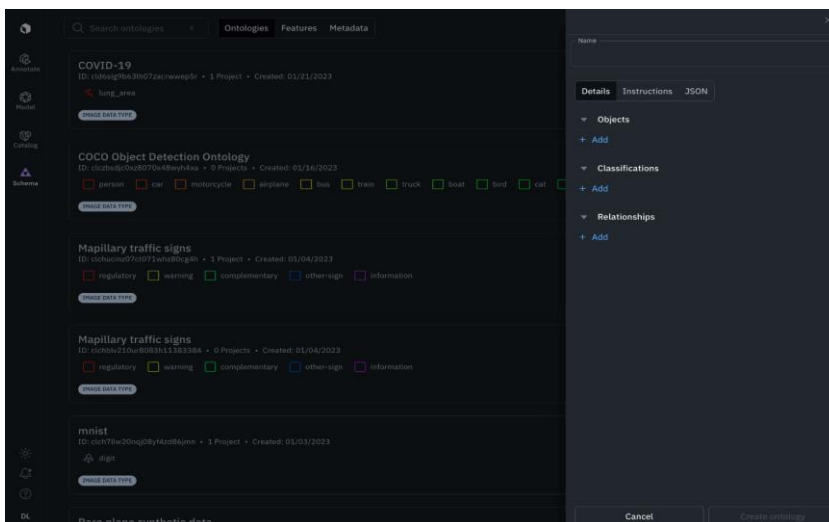 Annotate
Model
Catalog
Schema
DL
Search ontologies
Ontologies Features Metadata
COVID-19
1 Project • Created: 01/21/2023
lung_area
IMAGE DATA TYPE
COCO Object Detection Ontology
0 Projects • Created: 01/16/2023
person car motorcycle airplane bus train truck boat bird cat
IMAGE DATA TYPE
Mapillary traffic signs
1 Project • Created: 01/04/2023
regulatory warning complementary other-sign information
IMAGE DATA TYPE
Mapillary traffic signs
0 Projects • Created: 01/04/2023
regulatory warning complementary other-sign information
IMAGE DATA TYPE
mnist
1 Project • Created: 01/03/2023
digit
IMAGE DATA TYPE
plane synthetic data
Name
Details Instructions JSON
Objects
+ Add
Classifications
+ Add
Relationships
+ Add
Cancel Create ontology